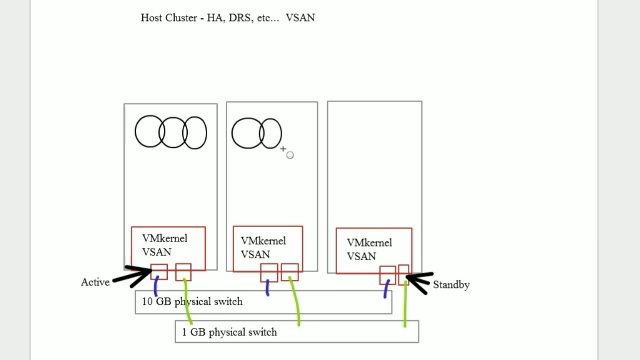 Host Cluster - HA, DRS, etc... VSAN
VMkernel
VSAN
VMkernel
VSAN
VMkernel
VSAN
Active
Standby
10 GB physical switch
1 GB physical switch